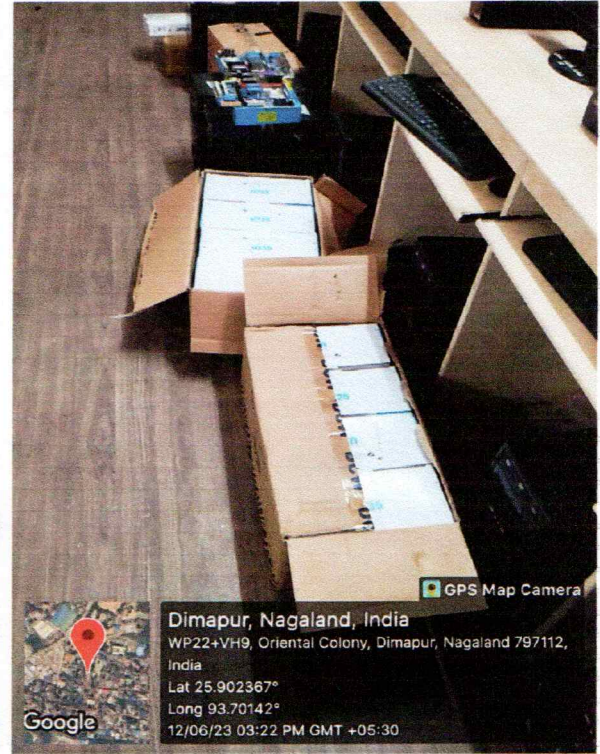 GPS Map Camera
Dimapur, Nagaland, India
WP22+VH9, Oriental Colony, Dimapur, Nagaland 797112,
India
Lat 25.902367°
Long 93.70142°
12/06/23 03:22 PM GMT +05:30
Google